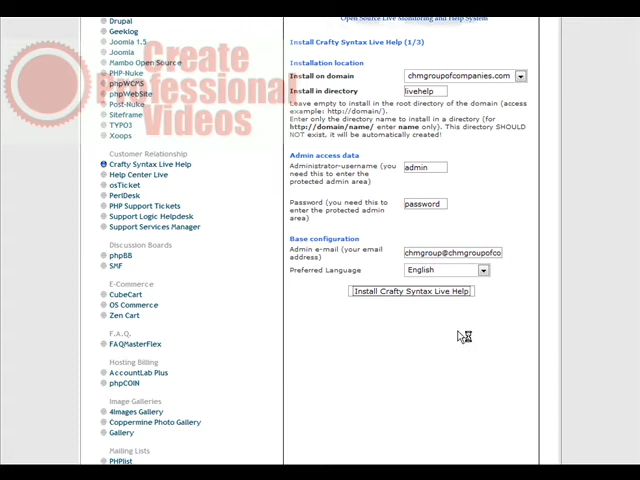 Drupal
Geeklog
Joomla 1.5
Joomla
Mambo Open Source
PHP-Nuke
phpWCMS
phpWebSite
Post-Nuke
Siteframe
TYPO3
Xoops
Customer Relationship
Crafty Syntax Live Help
Help Center Live
osTicket
PerlDesk
PHP Support Tickets
Support Logic Helpdesk
Support Services Manager
Discussion Boards
phpBB
SMF
E-Commerce
CubeCart
OS Commerce
Zen Cart
F.A.Q.
FAQMasterFlex
Hosting Billing
AccountLab Plus
phpCOIN
Image Galleries
4images Gallery
Coppermine Photo Gallery
Gallery
Mailing Lists
PHPlist
Create
Professional
Videos
Open Source Live Monitoring and Help System
Install Crafty Syntax Live Help (1/3)
Installation location
Install on domain chmgroupofcompanies.com
Install in directory livehelp
Leave empty to install in the root directory of the domain (access
example: http://domain/).
Enter only the directory name to install in a directory (for
http://domain/name/ enter name only). This directory SHOULD
NOT exist, it will be automatically created!
Admin access data
Administrator-username (you
need this to enter the
protected admin area)
admin
Password (you need this to
enter the protected admin
area)
password
Base configuration
Admin e-mail (your email
address)
chmgroup@chmgroupofco
Preferred Language English
Install Crafty Syntax Live Help